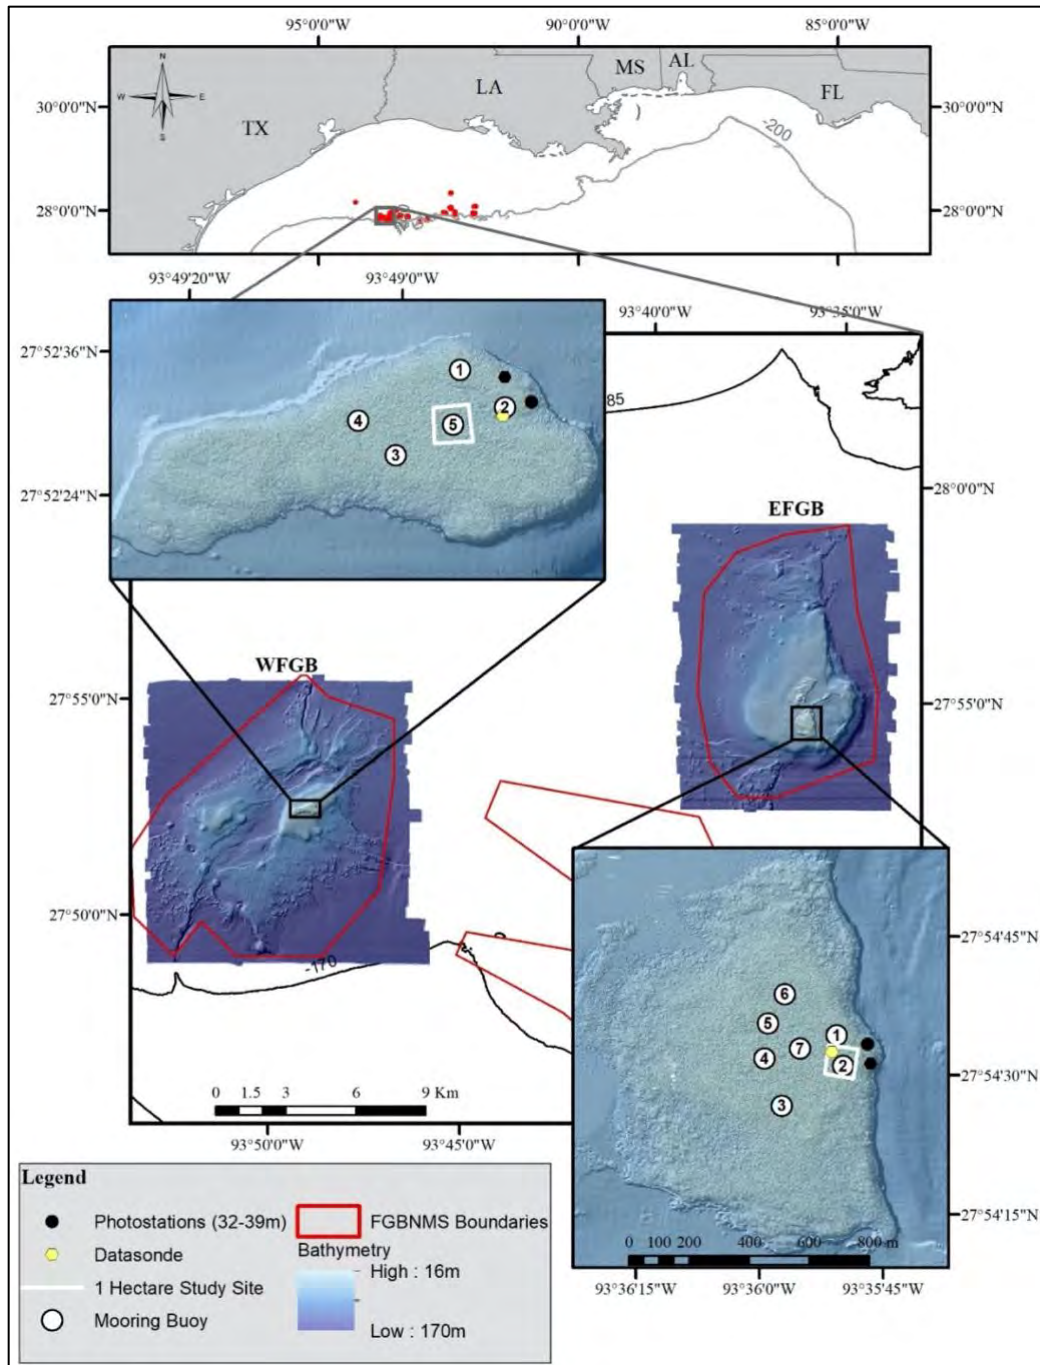 95°0'0"W 90°0'0"W 85°0'0"W
N
W E
S
MS AL
LA FL
TX
30°0'0"N 30°0'0"N
-200
28°0'0"N 28°0'0"N
93°49'20"W 93°49'0"W
93°40'0"W 93°35'0"W
27°52'36"N
1
2
4 5
3
27°52'24"N
85
28°0'0"N
EFGB
WFGB
27°55'0"N 27°55'0"N
27°50'0"N
-170
27°54'45"N
6
5 1
7
4 2
3
27°54'30"N
27°54'15"N
0 1.5 3 6 9 Km
0 100 200 400 600 800 m
93°50'0"W 93°45'0"W
93°36'15"W 93°36'0"W 93°35'45"W
Legend
Photostations (32-39m)
Datasonde
1 Hectare Study Site
Mooring Buoy
FGBNMS Boundaries
Bathymetry
High : 16m
Low : 170m